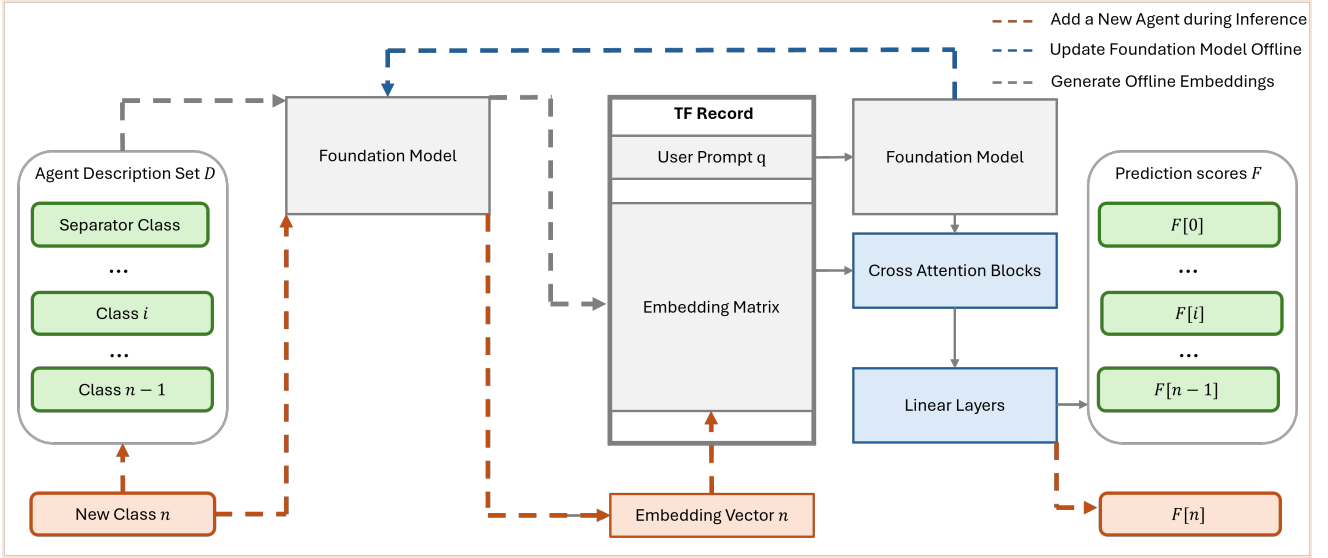 Add a New Agent during Inference
Update Foundation Model Offline
Generate Offline Embeddings
Agent Description Set D
Separator Class
...
Class i
...
Class n − 1
New Class n
Foundation Model
TF Record
User Prompt q
Embedding Matrix
Embedding Vector n
Foundation Model
Cross Attention Blocks
Linear Layers
Prediction scores F
F[0]
...
F[i]
...
F[n − 1]
F[n]